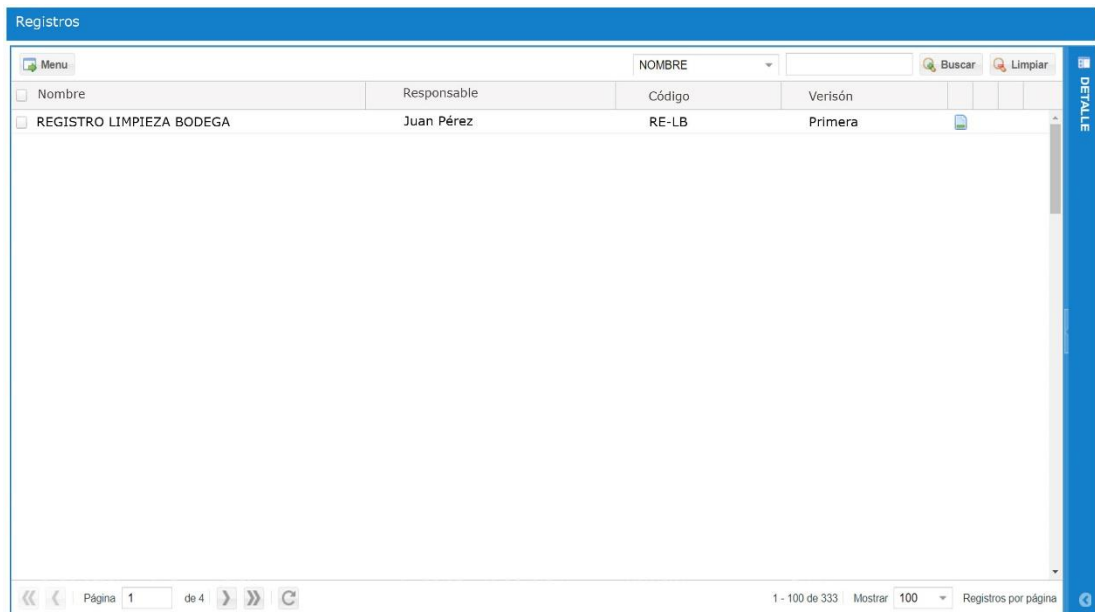 Registros
Menu NOMBRE Buscar Limpiar
DETALLE
Nombre Responsable Código Verisón
REGISTRO LIMPIEZA BODEGA Juan Pérez RE-LB Primera
Página 1 de 4 1 - 100 de 333 Mostrar 100 Registros por página